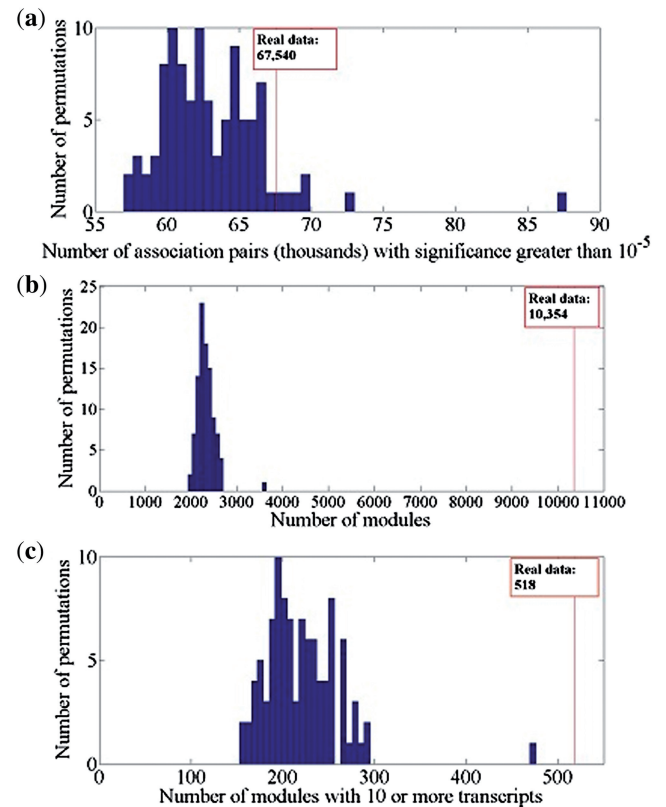 (a)
Number of permutations
10
5
0
Real data:
67,540
55 60 65 70 75 80 85 90
Number of association pairs (thousands) with significance greater than 10⁻⁵
(b)
Number of permutations
25
20
15
10
5
0
Real data:
10,354
0 1000 2000 3000 4000 5000 6000 7000 8000 9000 10000 11000
Number of modules
(c)
Number of permutations
10
5
0
Real data:
518
0 100 200 300 400 500
Number of modules with 10 or more transcripts